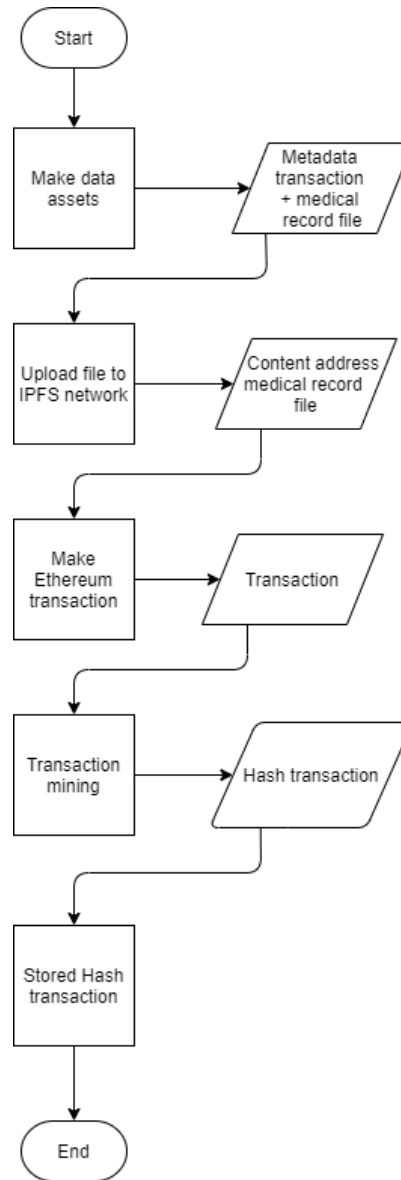 Start
Make data
assets
Metadata
transaction
+ medical
record file
Upload file to
IPFS network
Content address
medical record
file
Make
Ethereum
transaction
Transaction
Transaction
mining
Hash transaction
Stored Hash
transaction
End